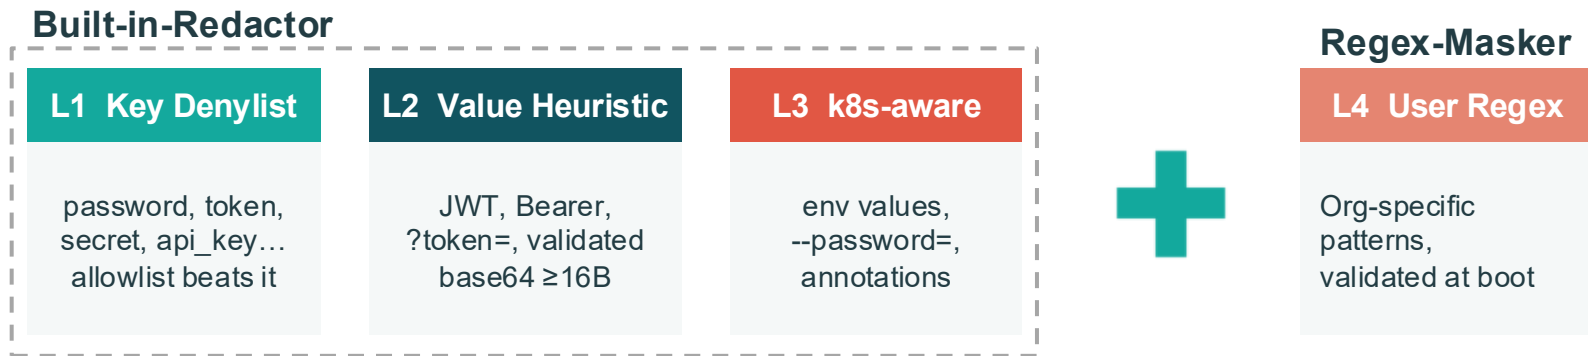 Built-in-Redactor
L1 Key Denylist
password, token,
secret, api_key…
allowlist beats it
L2 Value Heuristic
JWT, Bearer,
?token=, validated
base64 ≥16B
L3 k8s-aware
env values,
--password=,
annotations
Regex-Masker
L4 User Regex
Org-specific
patterns,
validated at boot